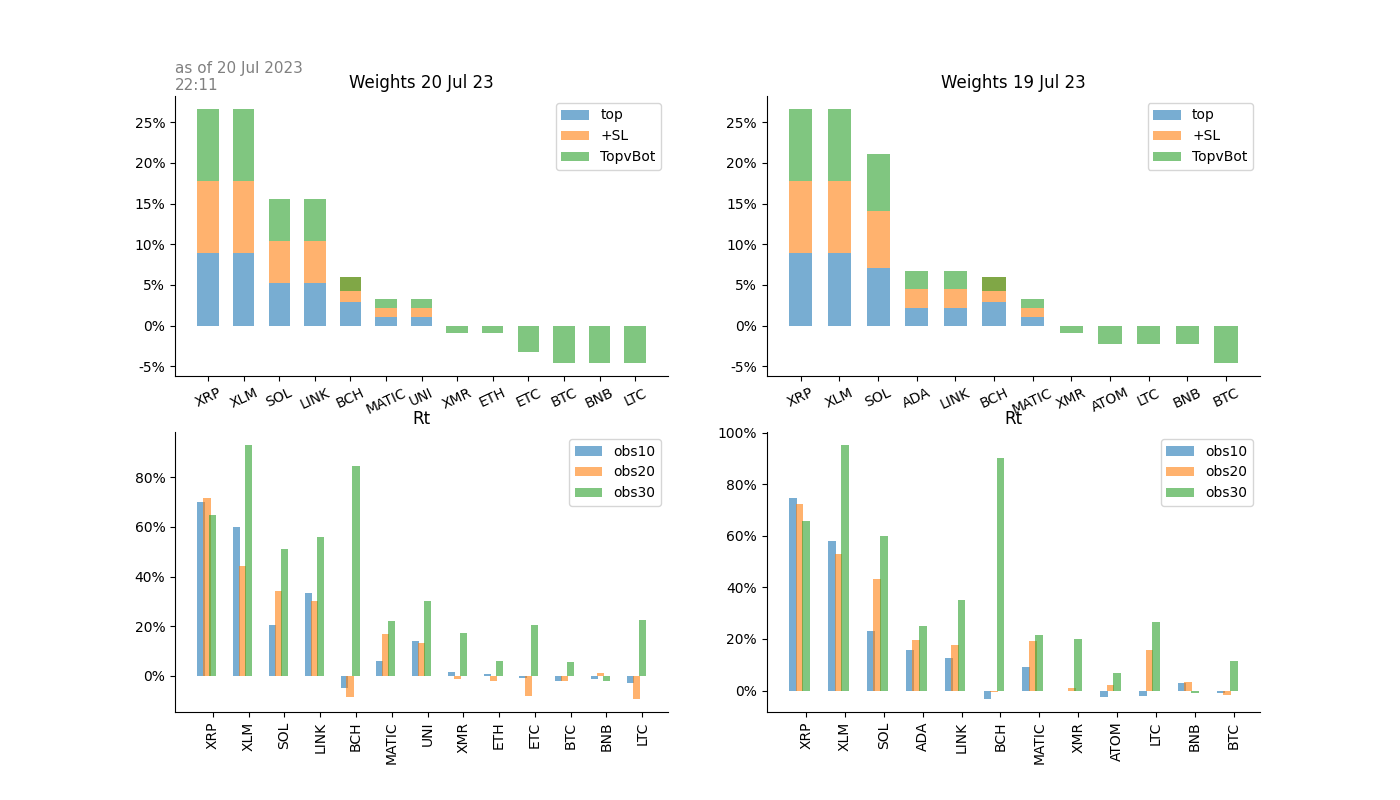 as of 20 Jul 2023
22:11
Weights 20 Jul 23
25%
20%
15%
10%
5%
0%
-5%
top
+SL
TopvBot
XRP XLM SOL LINK BCH MATIC UNI XMR ETH ETC BTC BNB LTC
Weights 19 Jul 23
25%
20%
15%
10%
5%
0%
-5%
top
+SL
TopvBot
XRP XLM SOL ADA LINK BCH MATIC XMR ATOM LTC BNB BTC
Rt
80%
60%
40%
20%
0%
obs10
obs20
obs30
XRP XLM SOL LINK BCH MATIC UNI XMR ETH ETC BTC BNB LTC
Rt
100%
80%
60%
40%
20%
0%
obs10
obs20
obs30
XRP XLM SOL ADA LINK BCH MATIC XMR ATOM LTC BNB BTC